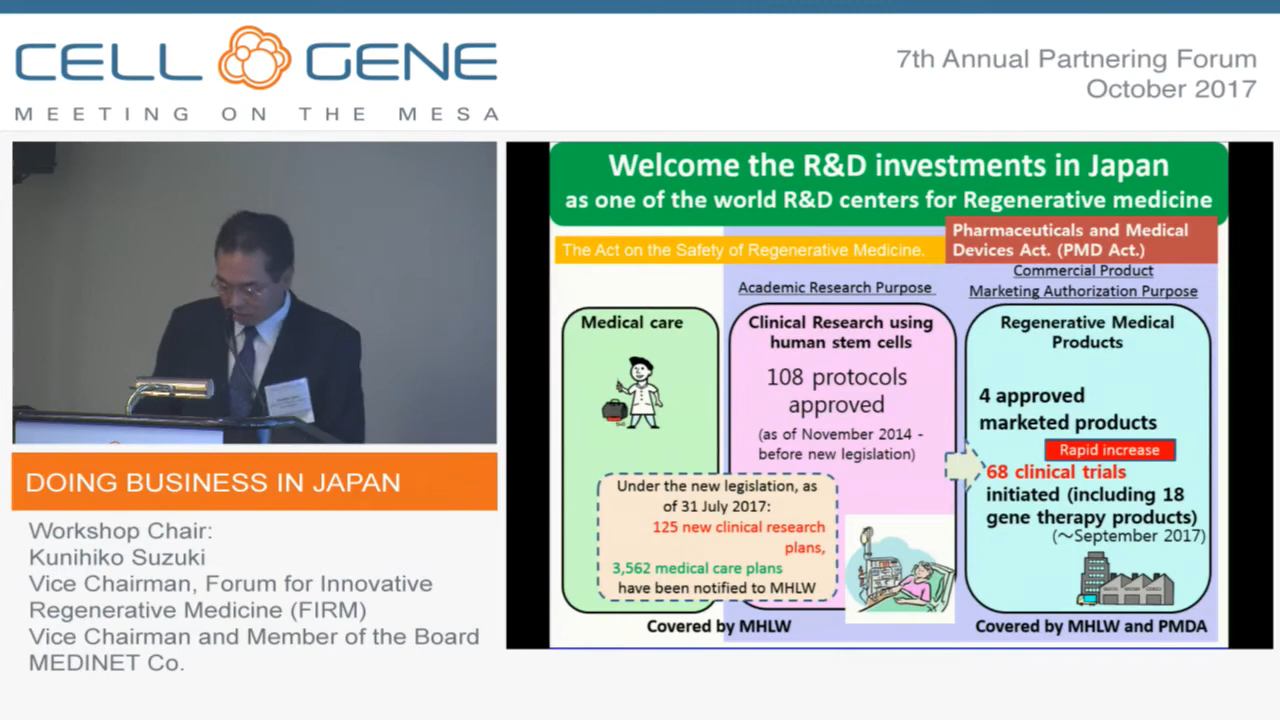 CELL GENE
MEETING ON THE MESA
7th Annual Partnering Forum
October 2017
Welcome the R&D investments in Japan
as one of the world R&D centers for Regenerative medicine
The Act on the Safety of Regenerative Medicine.
Pharmaceuticals and Medical
Devices Act. (PMD Act.)
Academic Research Purpose
Commercial Product
Marketing Authorization Purpose
Medical care
Clinical Research using
human stem cells
108 protocols
approved
(as of November 2014 -
before new legislation)
Under the new legislation, as
of 31 July 2017:
125 new clinical research
plans,
3,562 medical care plans
have been notified to MHLW
Regenerative Medical
Products
4 approved
marketed products
Rapid increase
68 clinical trials
initiated (including 18
gene therapy products)
(~September 2017)
Covered by MHLW
Covered by MHLW and PMDA
DOING BUSINESS IN JAPAN
Workshop Chair:
Kunihiko Suzuki
Vice Chairman, Forum for Innovative
Regenerative Medicine (FIRM)
Vice Chairman and Member of the Board
MEDINET Co.